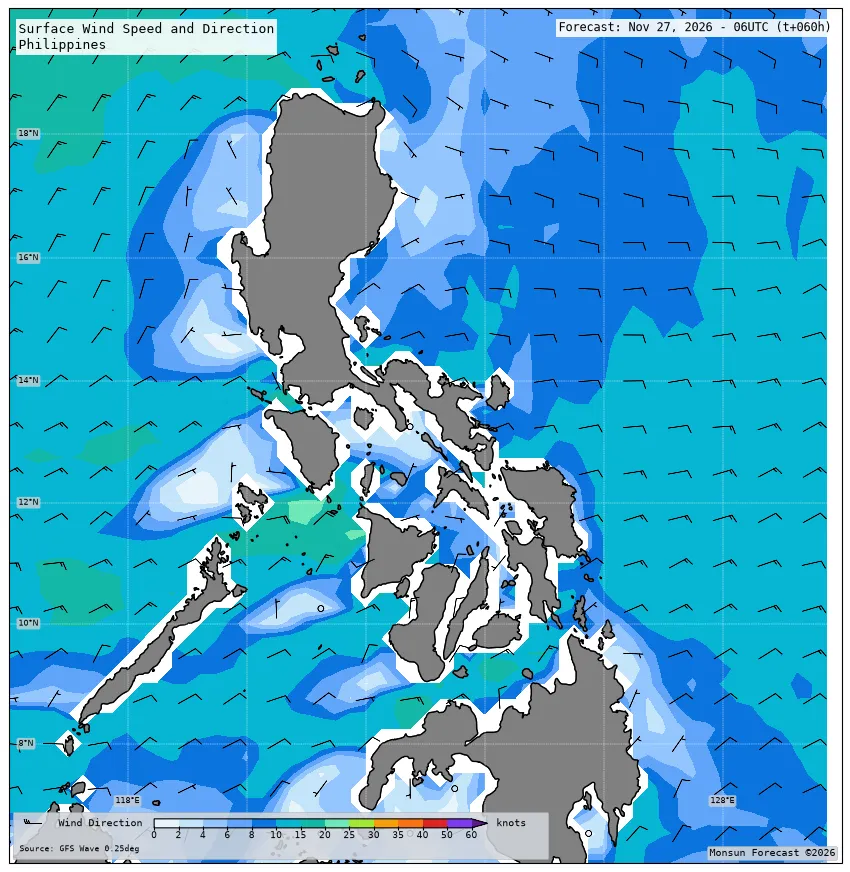 Surface Wind Speed and Direction
Philippines
Forecast: Nov 27, 2026 - 06UTC (t+060h)
18°N
16°N
14°N
12°N
10°N
8°N
118°E
128°E
Wind Direction
knots
0 2 4 6 8 10 15 20 25 30 35 40 50 60
Source: GFS Wave 0.25deg
Monsun Forecast ©2026